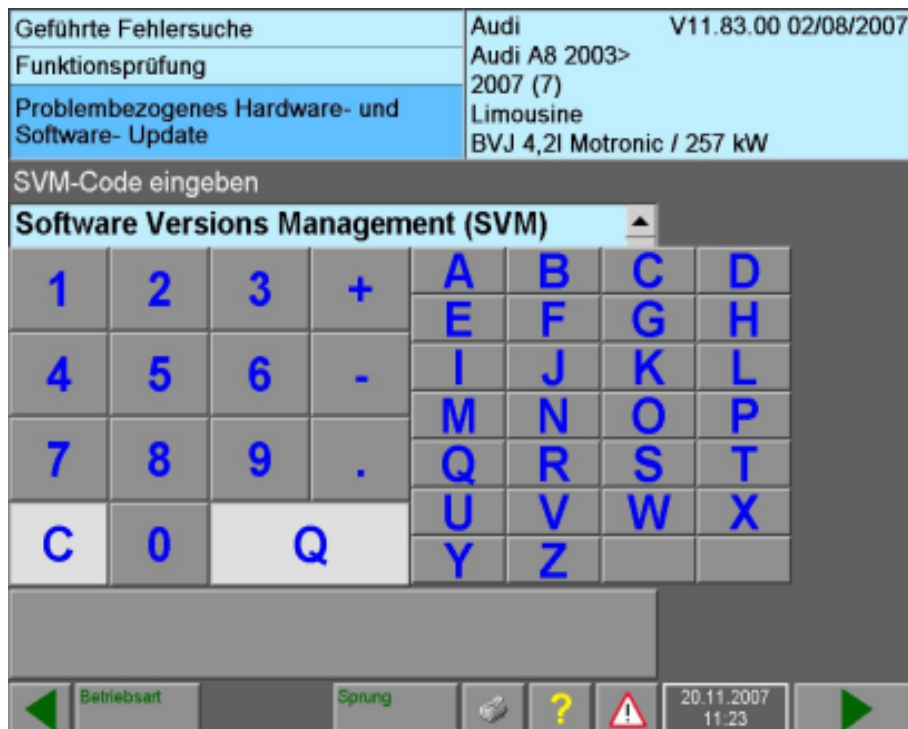 Geführte Fehlersuche
Funktionsprüfung
Problembezogenes Hardware- und
Software- Update
Audi V11.83.00 02/08/2007
Audi A8 2003>
2007 (7)
Limousine
BVJ 4,2l Motronic / 257 kW
SVM-Code eingeben
Software Versions Management (SVM)
1 2 3 +
4 5 6 -
7 8 9 .
C 0 Q
A B C D
E F G H
I J K L
M N O P
Q R S T
U V W X
Y Z
Betriebsart
Sprung
?
20.11.2007
11:23